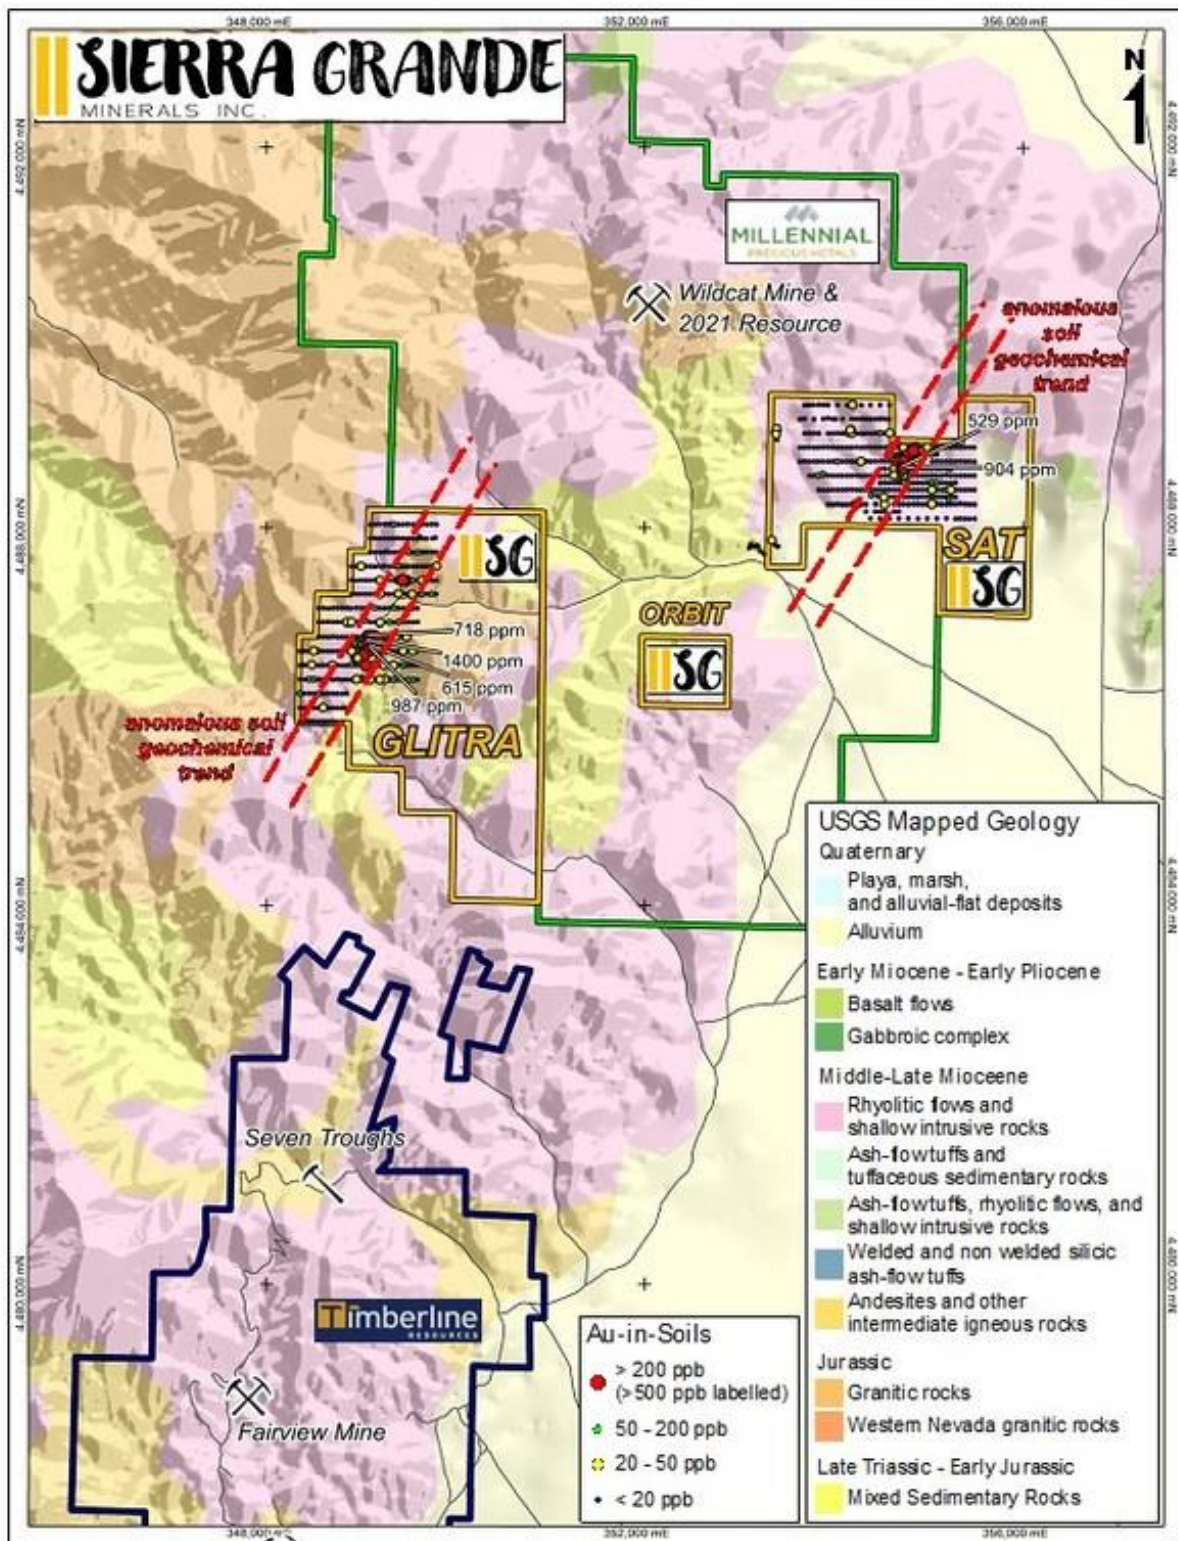 348,000 mE
352,000 mE
356,000 mE
SIERRA GRANDE
MINERALS INC.
N
4,492,000 mN
4,492,000 mN
MILLENNIAL
PRECIOUS METALS
Wildcat Mine &
2021 Resource
anomalous
soil
geochemical
trend
529 ppm
904 ppm
4,488,000 mN
4,488,000 mN
SAT
SG
SG
ORBIT
SG
718 ppm
1400 ppm
615 ppm
987 ppm
GLITRA
anomalous soil
geochemical
trend
4,484,000 mN
4,484,000 mN
USGS Mapped Geology
Quaternary
Playa, marsh,
and alluvial-flat deposits
Alluvium
Early Miocene - Early Pliocene
Basalt flows
Gabbroic complex
Middle-Late Mioceene
Rhyolitic flows and
shallow intrusive rocks
Ash-flow tuffs and
tuffaceous sedimentary rocks
Ash-flow tuffs, rhyolitic flows, and
shallow intrusive rocks
Welded and non welded silicic
ash-flow tuffs
Andesites and other
intermediate igneous rocks
Jurassic
Granitic rocks
Western Nevada granitic rocks
Late Triassic - Early Jurassic
Mixed Sedimentary Rocks
Seven Troughs
4,480,000 mN
4,480,000 mN
Timberline
RESOURCES
Fairview Mine
Au-in-Soils
> 200 ppb
(>500 ppb labelled)
50 - 200 ppb
20 - 50 ppb
< 20 ppb
348,000 mE
352,000 mE
356,000 mE